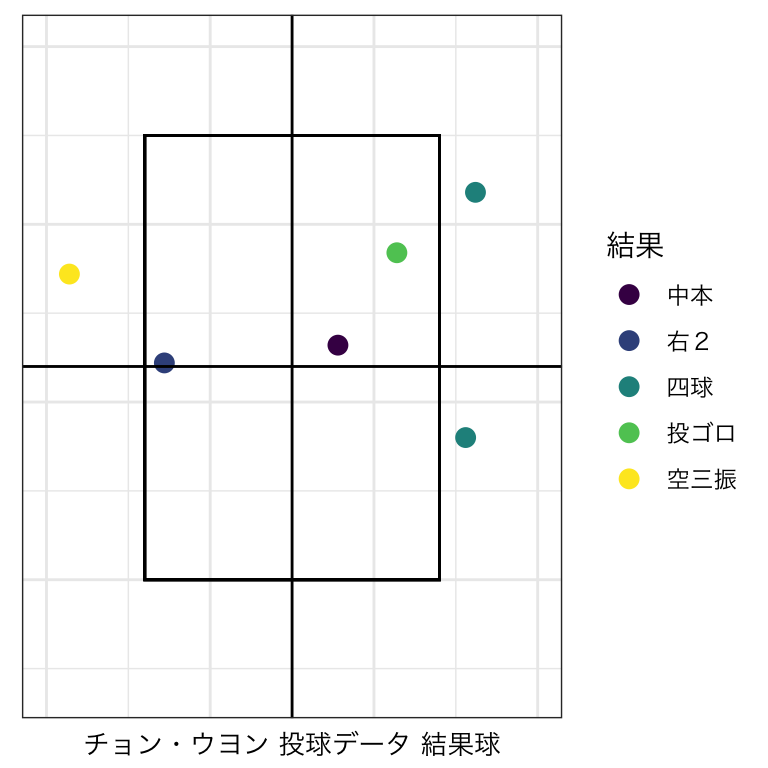 結果
中本
右２
四球
投ゴロ
空三振
チョン・ウヨン 投球データ 結果球